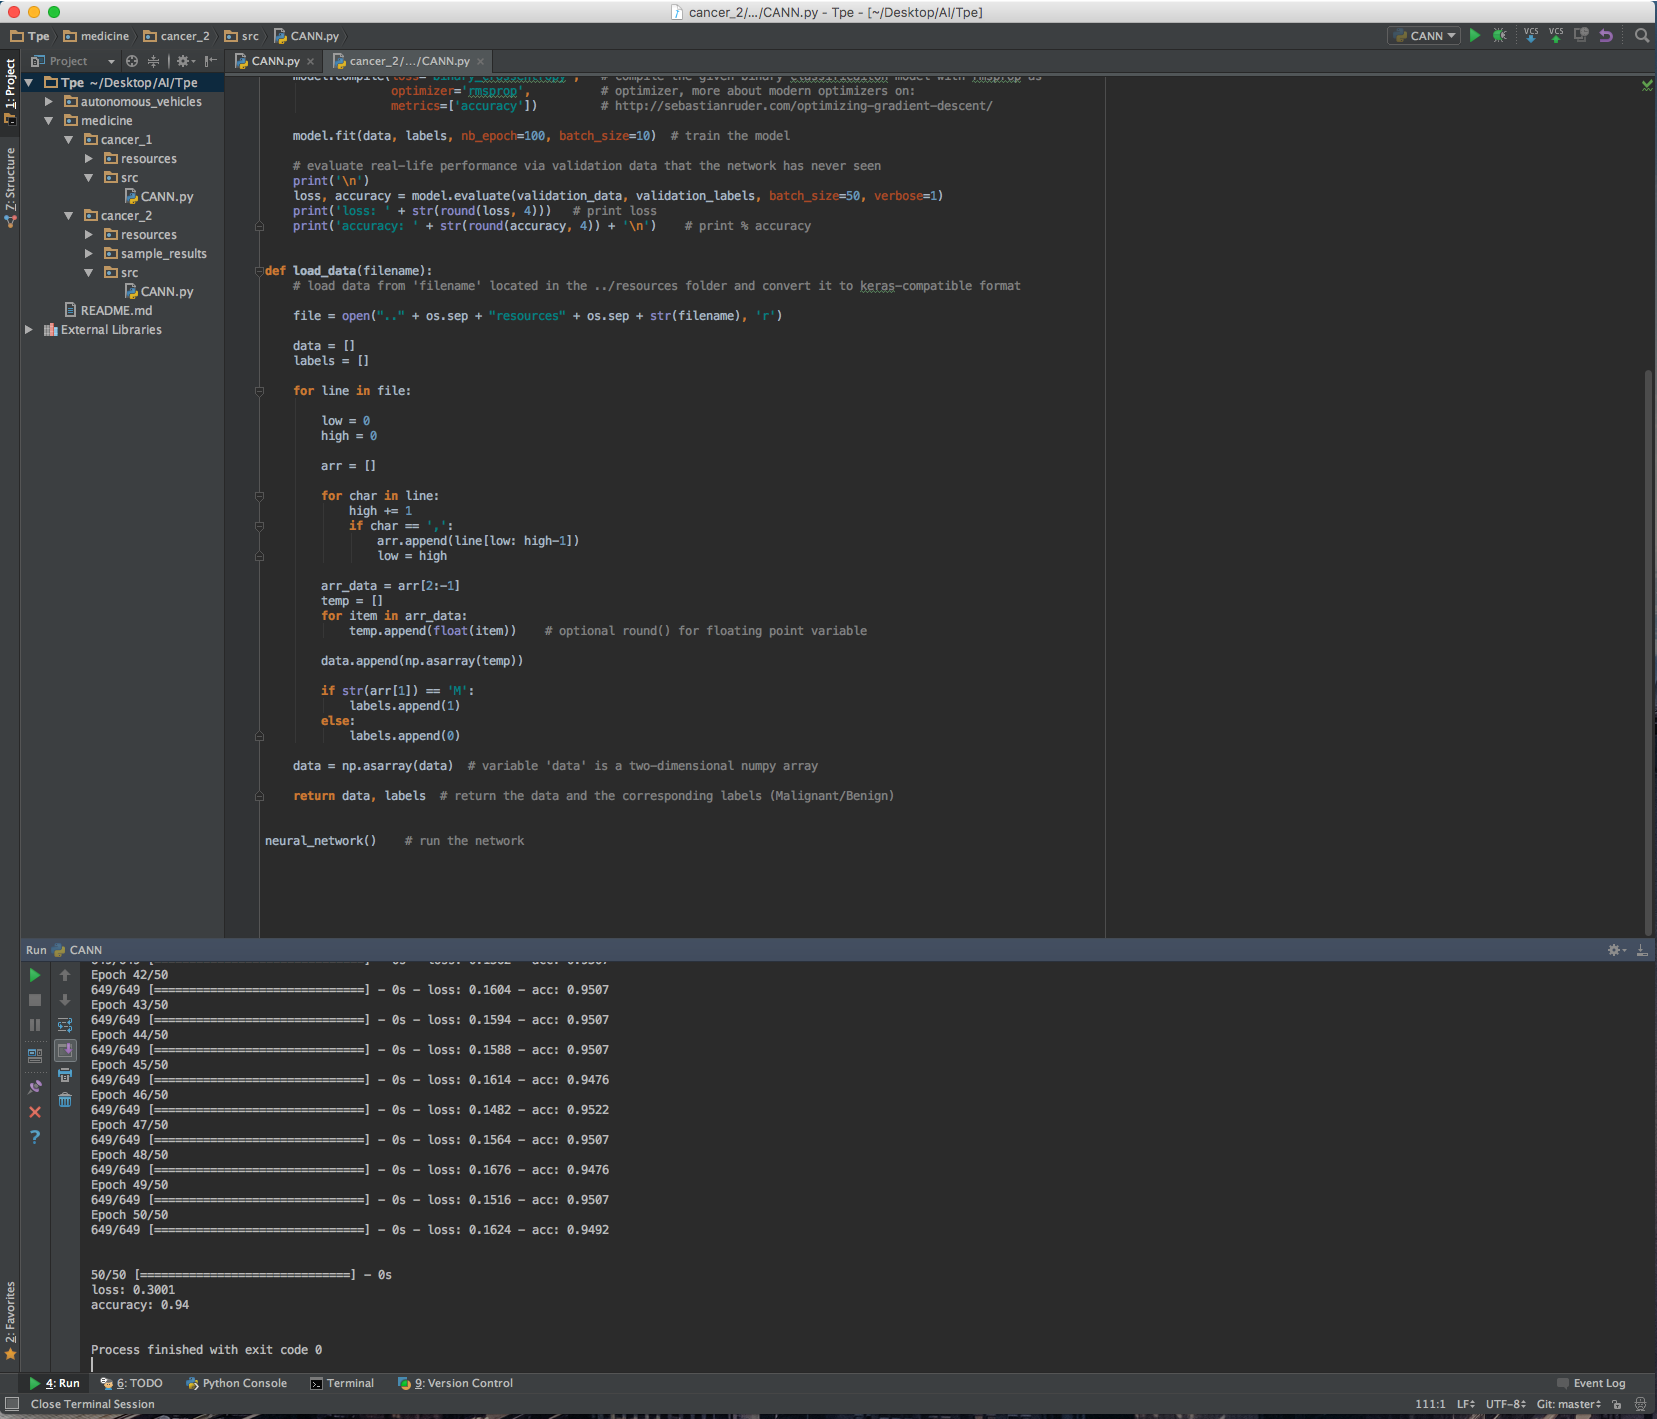 cancer_2/.../CANN.py - Tpe - [~/Desktop/AI/Tpe]
Tpe medicine cancer_2 src CANN.py
CANN
VCS VCS
Project
CANN.py cancer_2/.../CANN.py
1: Project
Z: Structure
2: Favorites
Tpe ~/Desktop/AI/Tpe
autonomous_vehicles
medicine
cancer_1
resources
src
CANN.py
cancer_2
resources
sample_results
src
CANN.py
README.md
External Libraries
model.compile(loss='binary_crossentropy', # compile the given binary classificaiton model with rmsprop as
optimizer='rmsprop', # optimizer, more about modern optimizers on:
metrics=['accuracy']) # http://sebastianruder.com/optimizing-gradient-descent/
model.fit(data, labels, nb_epoch=100, batch_size=10) # train the model
# evaluate real-life performance via validation data that the network has never seen
print('\n')
loss, accuracy = model.evaluate(validation_data, validation_labels, batch_size=50, verbose=1)
print('loss: ' + str(round(loss, 4))) # print loss
print('accuracy: ' + str(round(accuracy, 4)) + '\n') # print % accuracy
def load_data(filename):
# load data from 'filename' located in the ../resources folder and convert it to keras-compatible format
file = open(".." + os.sep + "resources" + os.sep + str(filename), 'r')
data = []
labels = []
for line in file:
low = 0
high = 0
arr = []
for char in line:
high += 1
if char == ',':
arr.append(line[low: high-1])
low = high
arr_data = arr[2:-1]
temp = []
for item in arr_data:
temp.append(float(item)) # optional round() for floating point variable
data.append(np.asarray(temp))
if str(arr[1]) == 'M':
labels.append(1)
else:
labels.append(0)
data = np.asarray(data) # variable 'data' is a two-dimensional numpy array
return data, labels # return the data and the corresponding labels (Malignant/Benign)
neural_network() # run the network
Run CANN
Epoch 42/50
649/649 [==============================] - 0s - loss: 0.1604 - acc: 0.9507
Epoch 43/50
649/649 [==============================] - 0s - loss: 0.1594 - acc: 0.9507
Epoch 44/50
649/649 [==============================] - 0s - loss: 0.1588 - acc: 0.9507
Epoch 45/50
649/649 [==============================] - 0s - loss: 0.1614 - acc: 0.9476
Epoch 46/50
649/649 [==============================] - 0s - loss: 0.1482 - acc: 0.9522
Epoch 47/50
649/649 [==============================] - 0s - loss: 0.1564 - acc: 0.9507
Epoch 48/50
649/649 [==============================] - 0s - loss: 0.1676 - acc: 0.9476
Epoch 49/50
649/649 [==============================] - 0s - loss: 0.1516 - acc: 0.9507
Epoch 50/50
649/649 [==============================] - 0s - loss: 0.1624 - acc: 0.9492
50/50 [==============================] - 0s
loss: 0.3001
accuracy: 0.94
Process finished with exit code 0
4: Run 6: TODO Python Console Terminal 9: Version Control Event Log
Close Terminal Session 111:1 LF UTF-8 Git: master